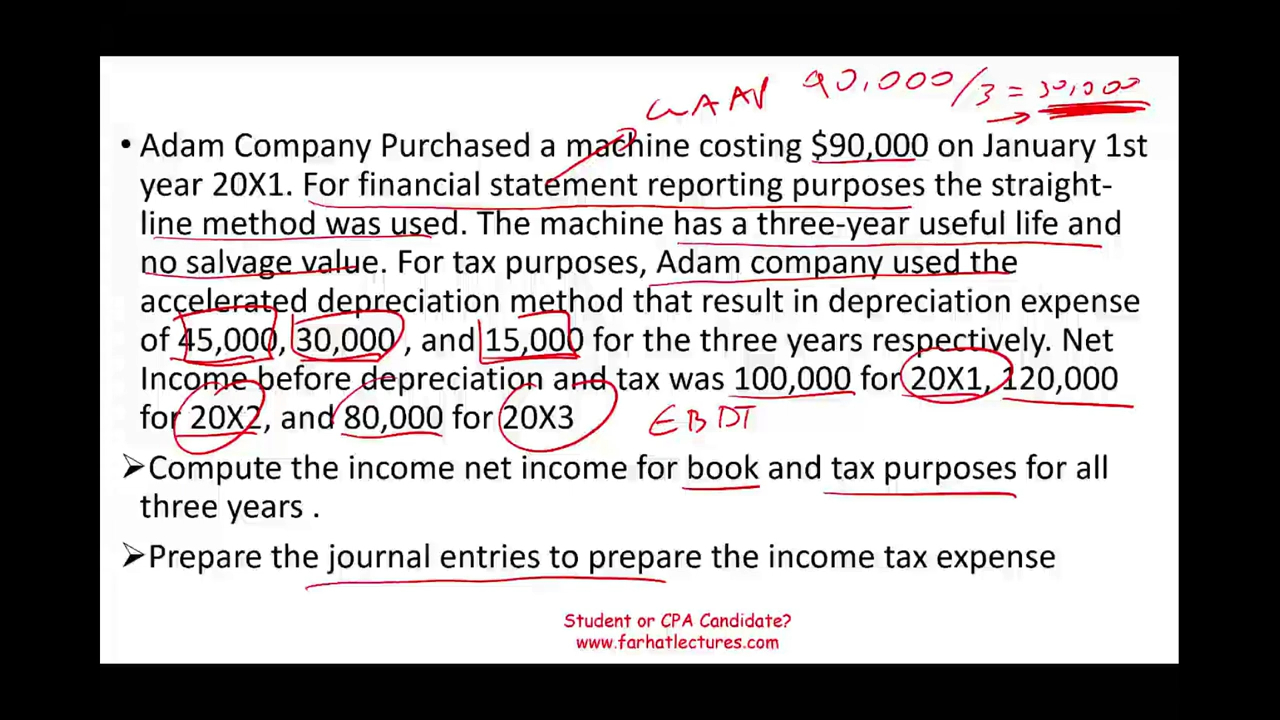 GAAP 90,000/3 = 30,000
• Adam Company Purchased a machine costing $90,000 on January 1st
year 20X1. For financial statement reporting purposes the straight-
line method was used. The machine has a three-year useful life and
no salvage value. For tax purposes, Adam company used the
accelerated depreciation method that result in depreciation expense
of 45,000, 30,000 , and 15,000 for the three years respectively. Net
Income before depreciation and tax was 100,000 for 20X1, 120,000
for 20X2, and 80,000 for 20X3
EBDT
➢Compute the income net income for book and tax purposes for all
three years .
➢Prepare the journal entries to prepare the income tax expense
Student or CPA Candidate?
www.farhatlectures.com